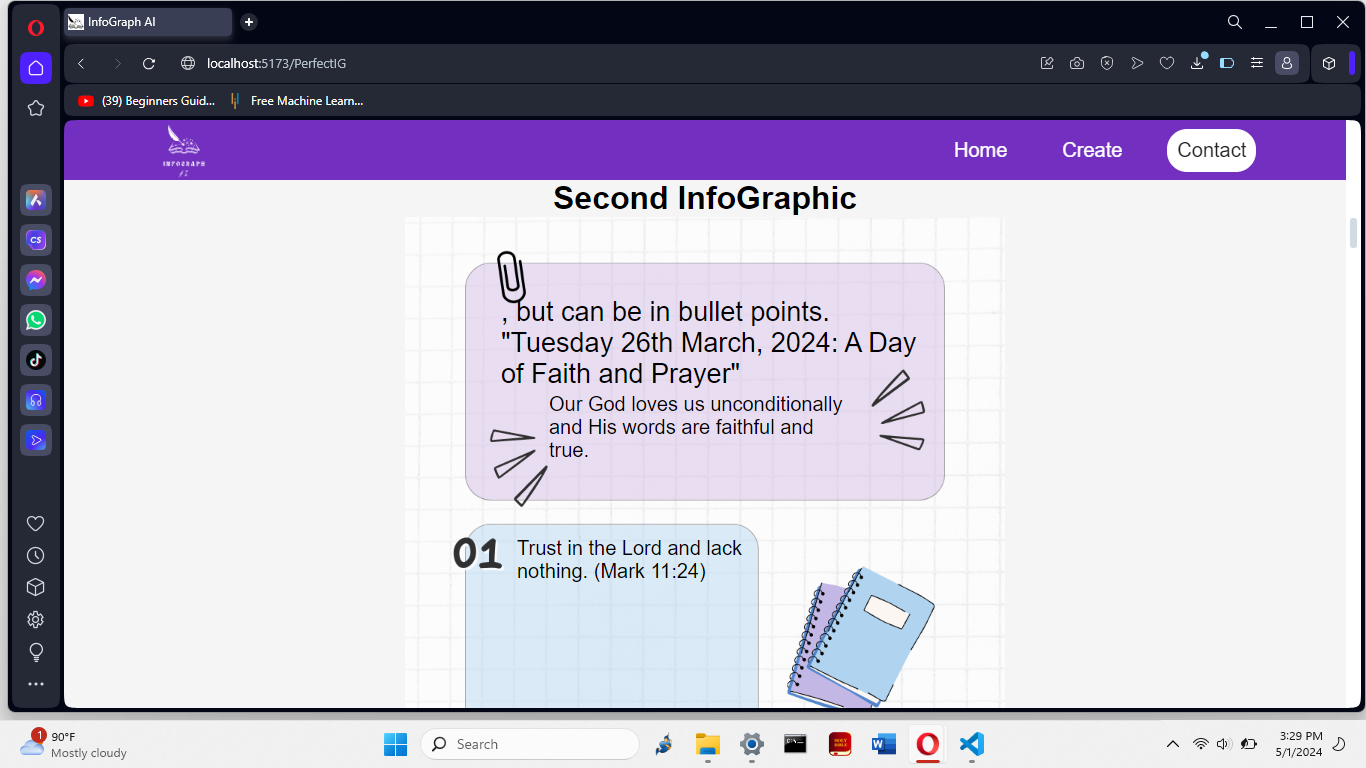 InfoGraph AI
localhost:5173/PerfectIG
(39) Beginners Guid...
Free Machine Learn...
INFOGRAPH
AI
Home
Create
Contact
Second InfoGraphic
, but can be in bullet points.
"Tuesday 26th March, 2024: A Day
of Faith and Prayer"
Our God loves us unconditionally
and His words are faithful and
true.
01
Trust in the Lord and lack
nothing. (Mark 11:24)
CS
1
90°F
Mostly cloudy
Search
HOLY
BIBLE
W
3:29 PM
5/1/2024